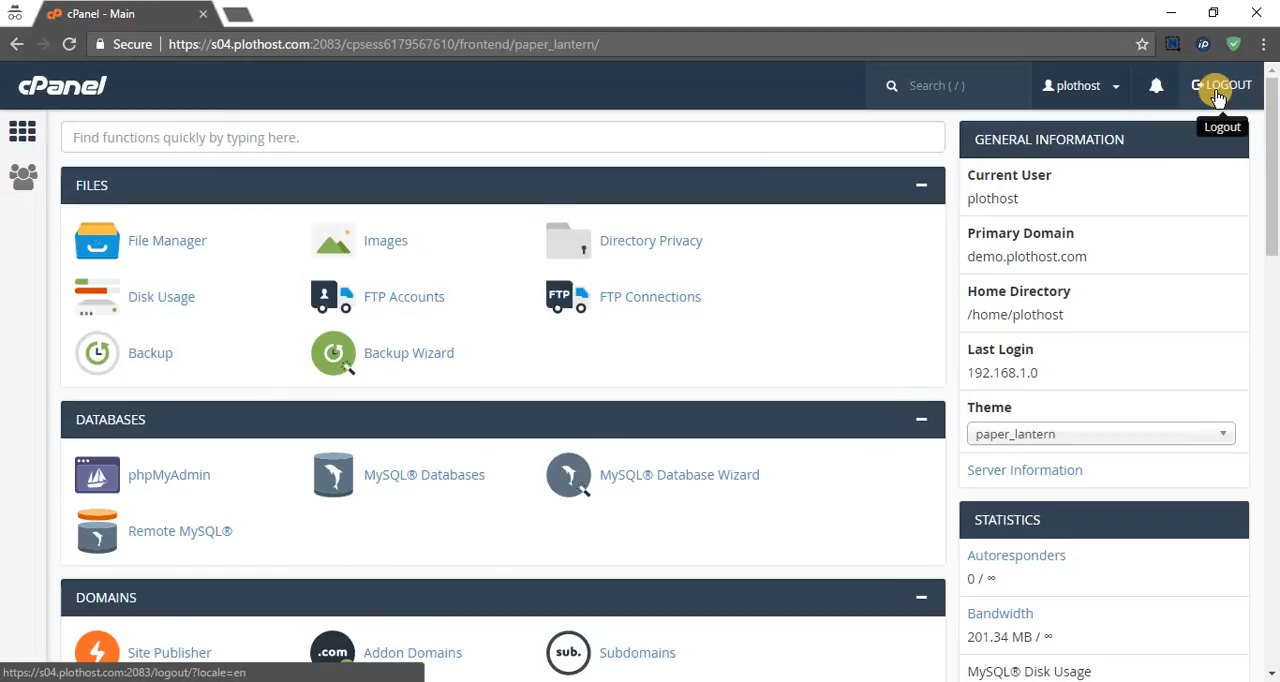 cPanel - Main
Secure | https://s04.plothost.com:2083/cpsess6179567610/frontend/paper_lantern/
cPanel
Search ( / )
plothost
LOGOUT
Logout
Find functions quickly by typing here.
FILES
File Manager
Images
Directory Privacy
Disk Usage
FTP Accounts
FTP
FTP Connections
Backup
Backup Wizard
DATABASES
phpMyAdmin
MySQL® Databases
MySQL® Database Wizard
Remote MySQL®
DOMAINS
Site Publisher
.com
Addon Domains
sub.
Subdomains
GENERAL INFORMATION
Current User
plothost
Primary Domain
demo.plothost.com
Home Directory
/home/plothost
Last Login
192.168.1.0
Theme
paper_lantern
Server Information
STATISTICS
Autoresponders
0 / ∞
Bandwidth
201.34 MB / ∞
MySQL® Disk Usage
https://s04.plothost.com:2083/logout/?locale=en